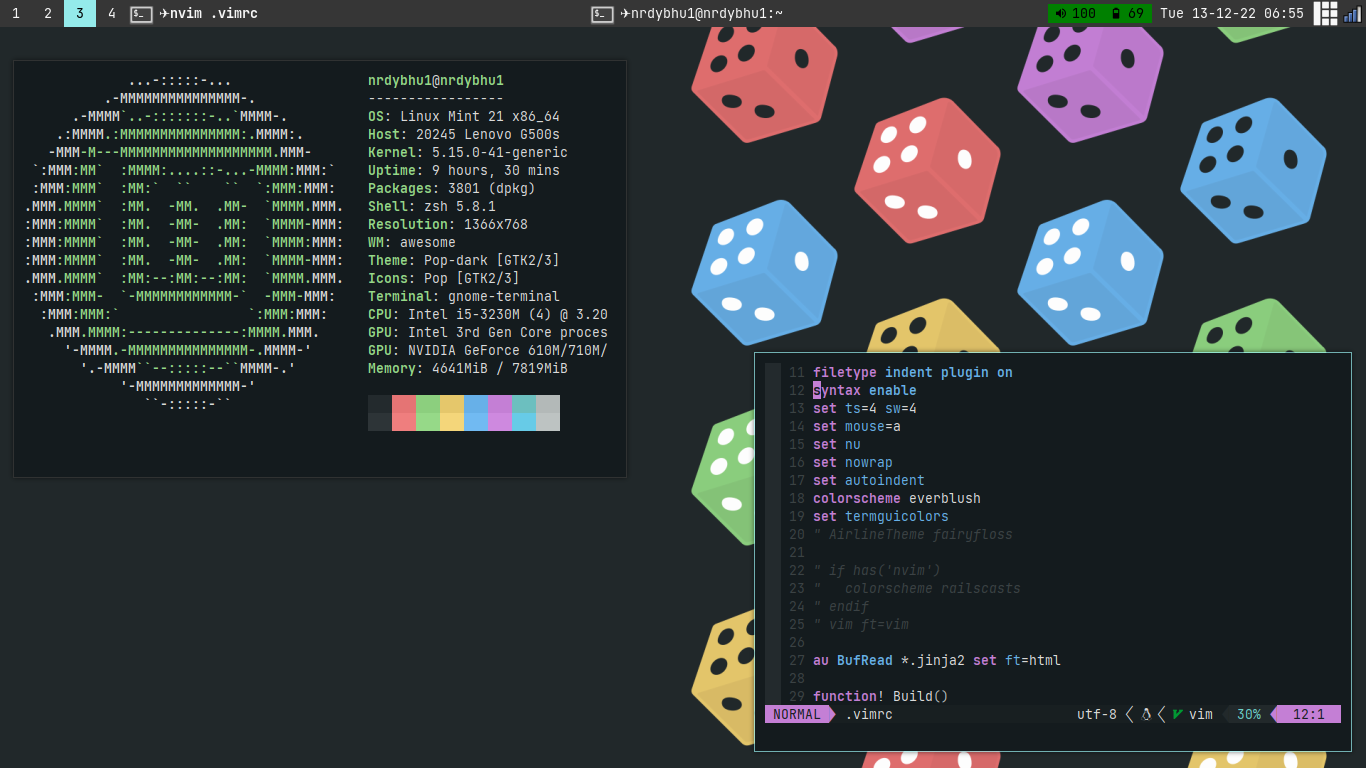 1 2 3 4 $_ ✈nvim .vimrc $_ ✈nrdybhu1@nrdybhu1:~ 100 69 Tue 13-12-22 06:55
...-:::::-...
.-MMMMMMMMMMMMMMM-.
.-MMMM`..-:::::::-..`MMMM-.
.:MMMM.:MMMMMMMMMMMMMMM:.MMMM:.
-MMM-M---MMMMMMMMMMMMMMMMMMM.MMM-
`:MMM:MM`  :MMMM:....::-...-MMMM:MMM:`
:MMM:MMM`  :MM:`  ``    ``  `:MMM:MMM:
.MMM.MMMM`  :MM.  -MM.  .MM-  `MMMM.MMM.
:MMM:MMMM`  :MM.  -MM-  .MM:  `MMMM-MMM:
:MMM:MMMM`  :MM.  -MM-  .MM:  `MMMM:MMM:
:MMM:MMMM`  :MM.  -MM-  .MM:  `MMMM-MMM:
.MMM.MMMM`  :MM:--:MM:--:MM:  `MMMM.MMM.
:MMM:MMM-  `-MMMMMMMMMMMM-`  -MMM-MMM:
:MMM:MMM:`                `:MMM:MMM:
.MMM.MMMM:--------------:MMMM.MMM.
'-MMMM.-MMMMMMMMMMMMMMM-.MMMM-'
'.-MMMM``--:::::--``MMMM-.'
'-MMMMMMMMMMMMM-'
``-:::::-``
nrdybhu1@nrdybhu1
-----------------
OS: Linux Mint 21 x86_64
Host: 20245 Lenovo G500s
Kernel: 5.15.0-41-generic
Uptime: 9 hours, 30 mins
Packages: 3801 (dpkg)
Shell: zsh 5.8.1
Resolution: 1366x768
WM: awesome
Theme: Pop-dark [GTK2/3]
Icons: Pop [GTK2/3]
Terminal: gnome-terminal
CPU: Intel i5-3230M (4) @ 3.20
GPU: Intel 3rd Gen Core proces
GPU: NVIDIA GeForce 610M/710M/
Memory: 4641MiB / 7819MiB
11 filetype indent plugin on
12 syntax enable
13 set ts=4 sw=4
14 set mouse=a
15 set nu
16 set nowrap
17 set autoindent
18 colorscheme everblush
19 set termguicolors
20 " AirlineTheme fairyfloss
21
22 " if has('nvim')
23 "   colorscheme railscasts
24 " endif
25 " vim ft=vim
26
27 au BufRead *.jinja2 set ft=html
28
29 function! Build()
NORMAL .vimrc utf-8 vim 30% 12:1